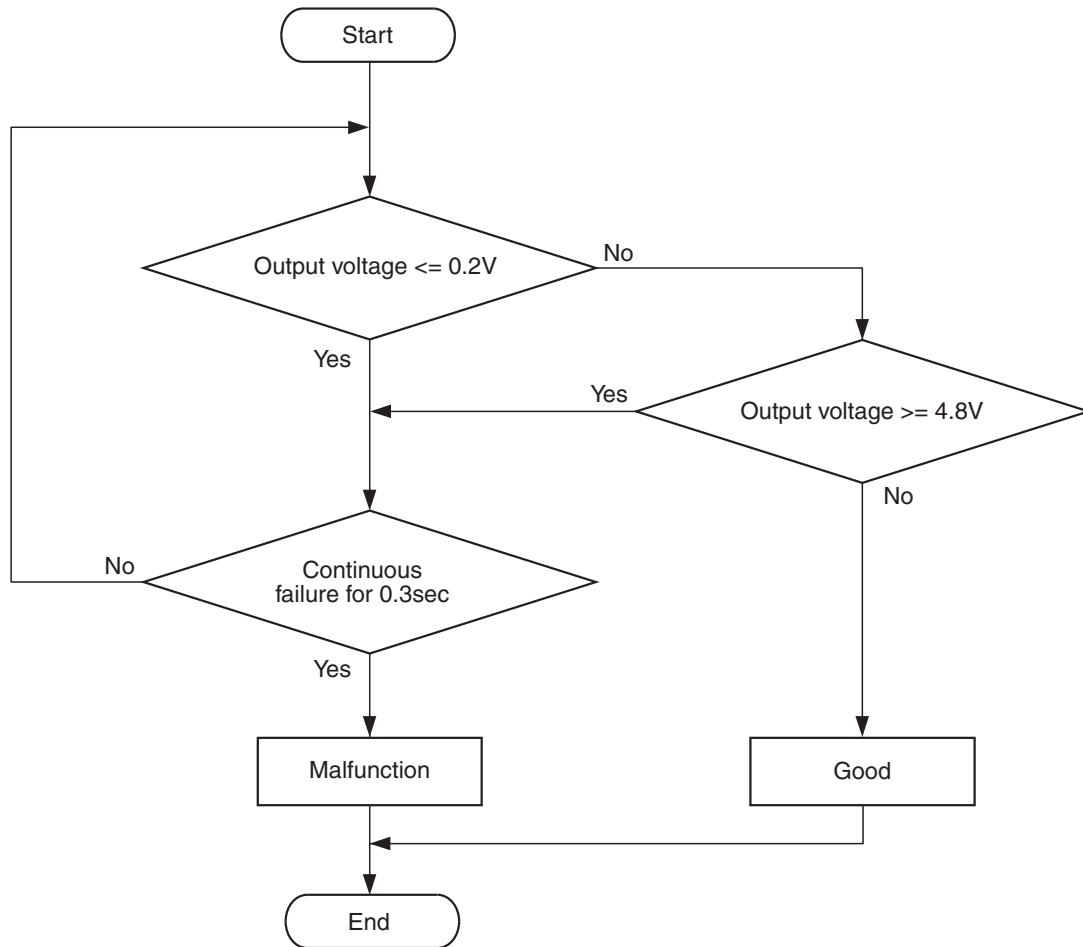 Start
Output voltage <= 0.2V
No
Yes
Yes
Output voltage >= 4.8V
No
No
Continuous
failure for 0.3sec
Yes
Malfunction
Good
End